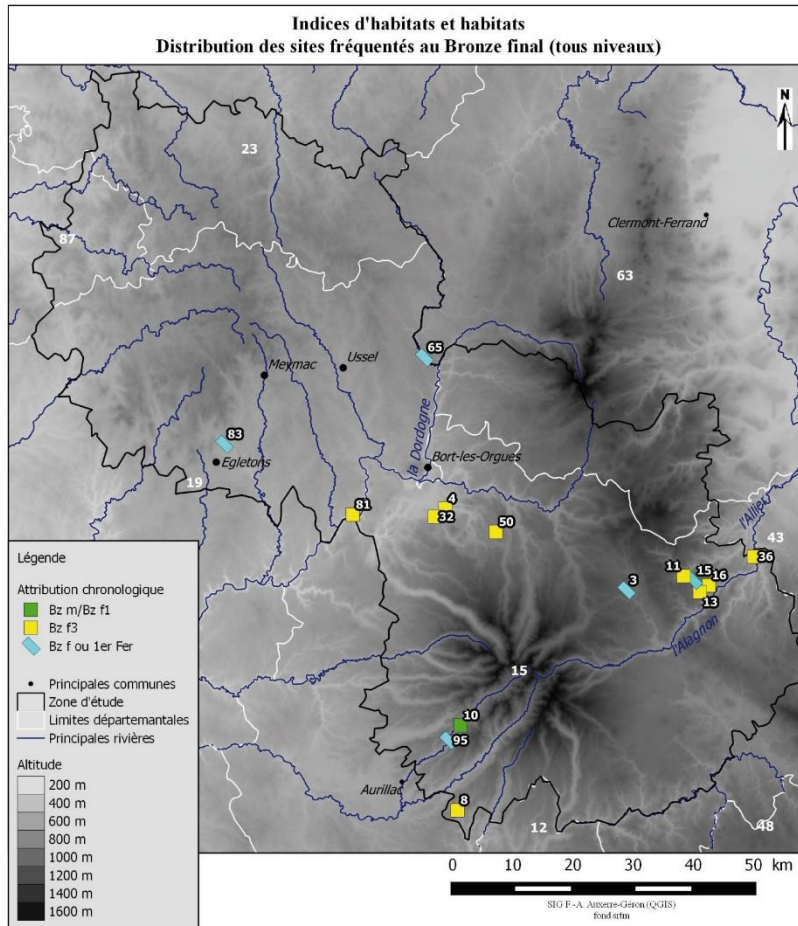 Indices d'habitats et habitats
Distribution des sites fréquentés au Bronze final (tous niveaux)
N
23
Clermont-Ferrand
87
63
65
Ussel
Meymac
la Dordogne
83
Egletons
Bort-les-Orgues
19
4
81
32
50
l'Allier
43
36
11
15
16
3
13
l'Alagnon
15
10
95
Aurillac
8
12
48
Légende
Attribution chronologique
Bz m/Bz f1
Bz f3
Bz f ou 1er Fer
Principales communes
Zone d'étude
Limites départemantales
Principales rivières
Altitude
200 m
400 m
600 m
800 m
1000 m
1200 m
1400 m
1600 m
0 10 20 30 40 50 km
SIG F.-A. Auxerre-Géron (QGIS)
fond srtm